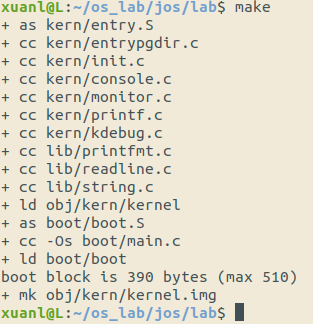 xuanl@L:~/os_lab/jos/lab$ make
+ as kern/entry.S
+ cc kern/entrypgdir.c
+ cc kern/init.c
+ cc kern/console.c
+ cc kern/monitor.c
+ cc kern/printf.c
+ cc kern/kdebug.c
+ cc lib/printfmt.c
+ cc lib/readline.c
+ cc lib/string.c
+ ld obj/kern/kernel
+ as boot/boot.S
+ cc -Os boot/main.c
+ ld boot/boot
boot block is 390 bytes (max 510)
+ mk obj/kern/kernel.img
xuanl@L:~/os_lab/jos/lab$